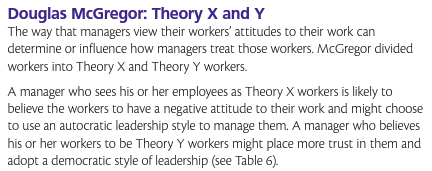 Douglas McGregor: Theory X and Y
The way that managers view their workers' attitudes to their work can
determine or influence how managers treat those workers. McGregor divided
workers into Theory X and Theory Y workers.
A manager who sees his or her employees as Theory X workers is likely to
believe the workers to have a negative attitude to their work and might choose
to use an autocratic leadership style to manage them. A manager who believes
his or her workers to be Theory Y workers might place more trust in them and
adopt a democratic style of leadership (see Table 6).